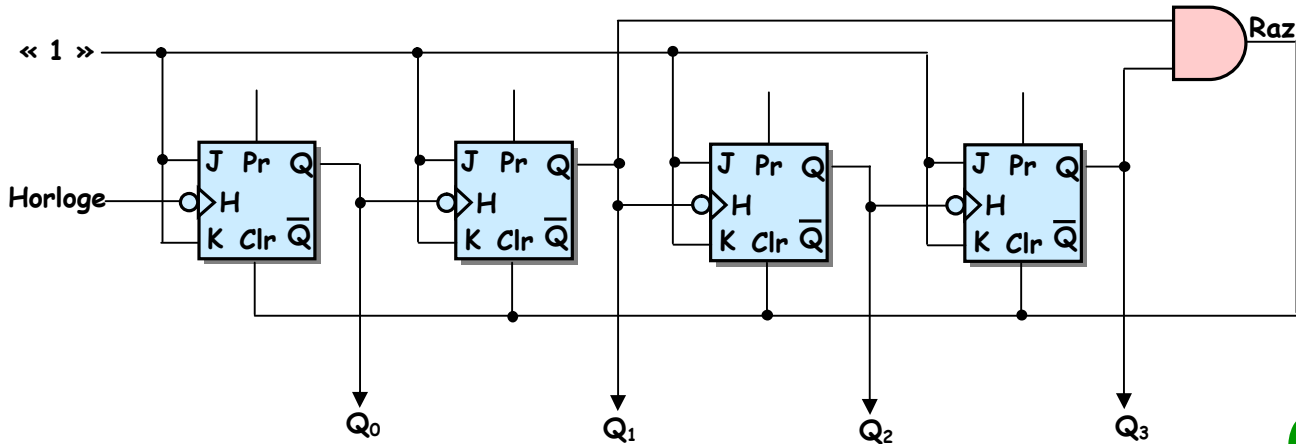 Raz
« 1 »
J Pr Q
J Pr Q
J Pr Q
J Pr Q
Horloge
H
H
H
H
K Clr Q̅
K Clr Q̅
K Clr Q̅
K Clr Q̅
Q₀
Q₁
Q₂
Q₃